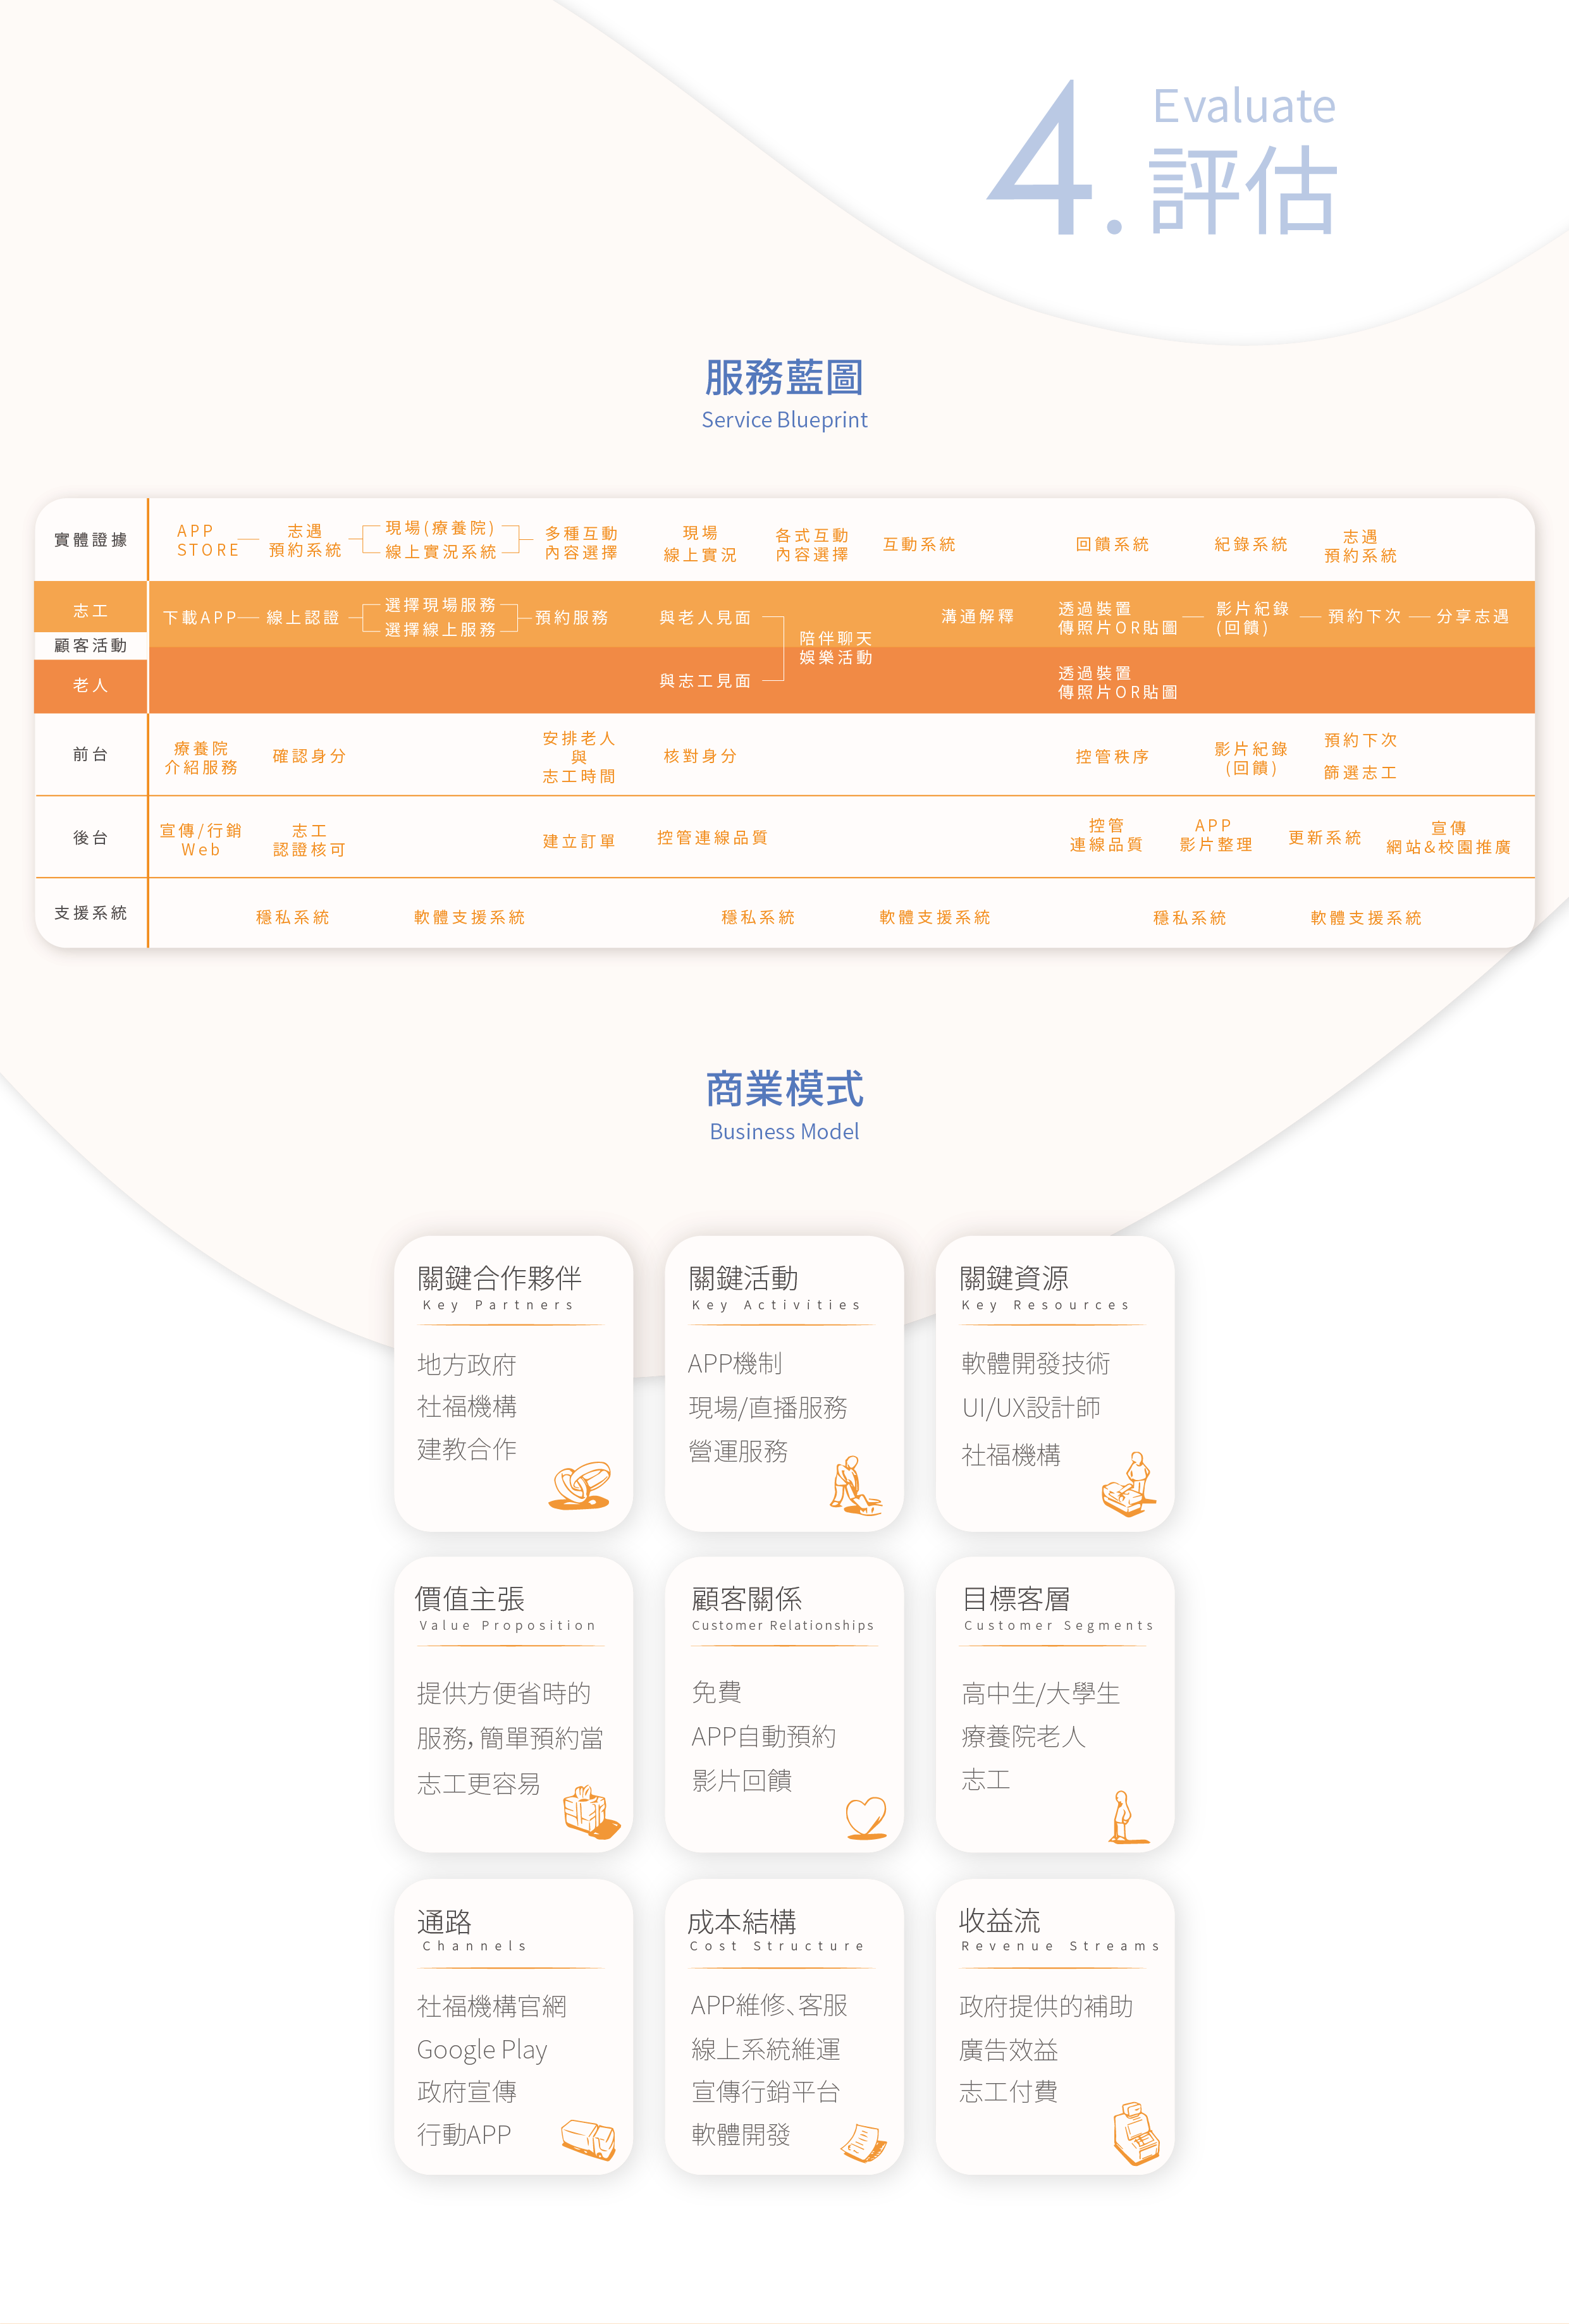 4.
Evaluate
評估
服務藍圖
Service Blueprint
實體證據
APP
STORE
志遇
預約系統
現場(療養院)
線上實況系統
多種互動
內容選擇
現場
線上實況
各式互動
內容選擇
互動系統
回饋系統
紀錄系統
志遇
預約系統
志工
顧客活動
老人
下載APP
線上認證
選擇現場服務
選擇線上服務
預約服務
與老人見面
與志工見面
陪伴聊天
娛樂活動
溝通解釋
透過裝置
傳照片OR貼圖
影片紀錄
(回饋)
預約下次
分享志遇
透過裝置
傳照片OR貼圖
前台
療養院
介紹服務
確認身分
安排老人
與
志工時間
核對身分
控管秩序
影片紀錄
(回饋)
預約下次
篩選志工
後台
宣傳/行銷
Web
志工
認證核可
建立訂單
控管連線品質
控管
連線品質
APP
影片整理
更新系統
宣傳
網站&校園推廣
支援系統
穩私系統
軟體支援系統
穩私系統
軟體支援系統
穩私系統
軟體支援系統
商業模式
Business Model
關鍵合作夥伴
Key Partners
地方政府
社福機構
建教合作
關鍵活動
Key Activities
APP機制
現場/直播服務
營運服務
關鍵資源
Key Resources
軟體開發技術
UI/UX設計師
社福機構
價值主張
Value Proposition
提供方便省時的
服務，簡單預約當
志工更容易
顧客關係
Customer Relationships
免費
APP自動預約
影片回饋
目標客層
Customer Segments
高中生/大學生
療養院老人
志工
通路
Channels
社福機構官網
Google Play
政府宣傳
行動APP
成本結構
Cost Structure
APP維修、客服
線上系統維運
宣傳行銷平台
軟體開發
收益流
Revenue Streams
政府提供的補助
廣告效益
志工付費